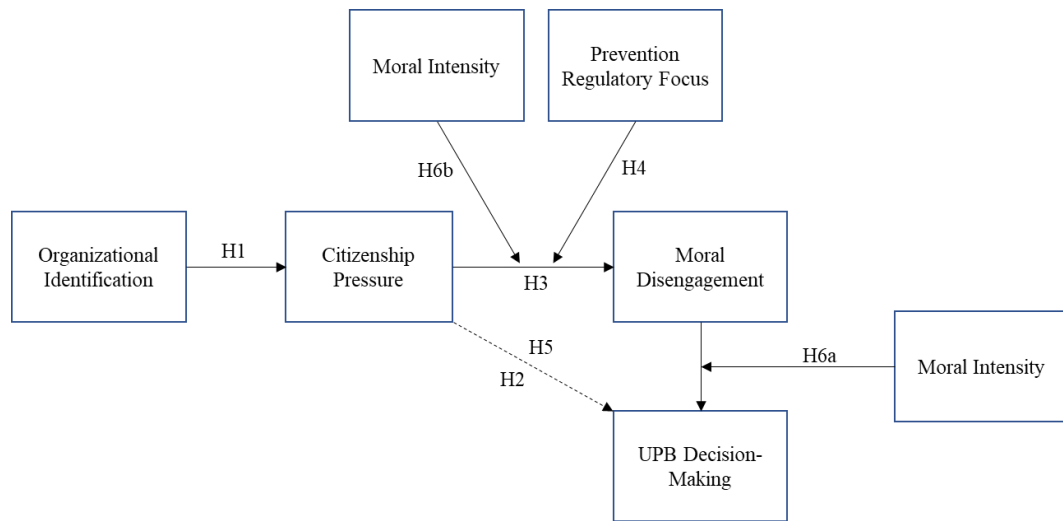 Moral Intensity
Prevention
Regulatory Focus
H6b
H4
Organizational
Identification
H1
Citizenship
Pressure
H3
Moral
Disengagement
H5
H2
H6a
Moral Intensity
UPB Decision-
Making